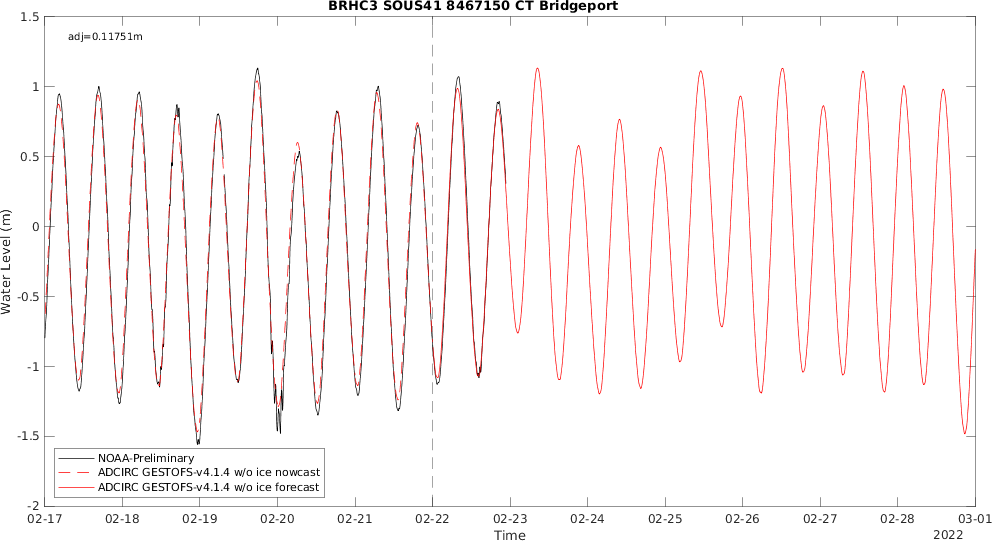 BRHC3 SOUS41 8467150 CT Bridgeport
adj=0.11751m
1.5
1
0.5
0
-0.5
-1
-1.5
-2
Water Level (m)
NOAA-Preliminary
ADCIRC GESTOFS-v4.1.4 w/o ice nowcast
ADCIRC GESTOFS-v4.1.4 w/o ice forecast
02-17 02-18 02-19 02-20 02-21 02-22 02-23 02-24 02-25 02-26 02-27 02-28 03-01
Time
2022